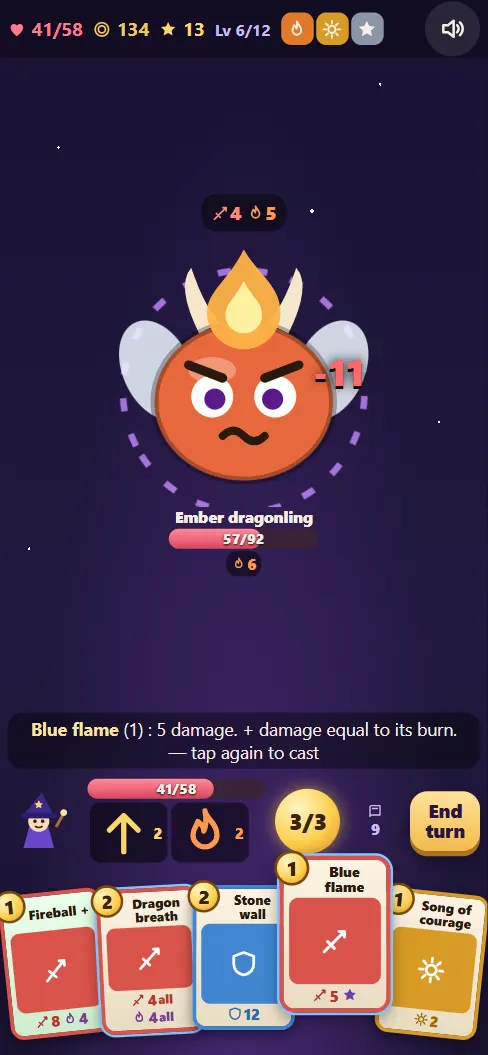 41/58 134 13 Lv 6/12
4 5
-11
Ember dragonling
57/92
6
Blue flame (1) : 5 damage. + damage equal to its burn.
— tap again to cast
41/58
2 2
3/3
9
End
turn
1 Fireball +
8 4
2 Dragon
breath
4all
4all
2 Stone
wall
12
1 Blue
flame
5
1 Song of
courage
2